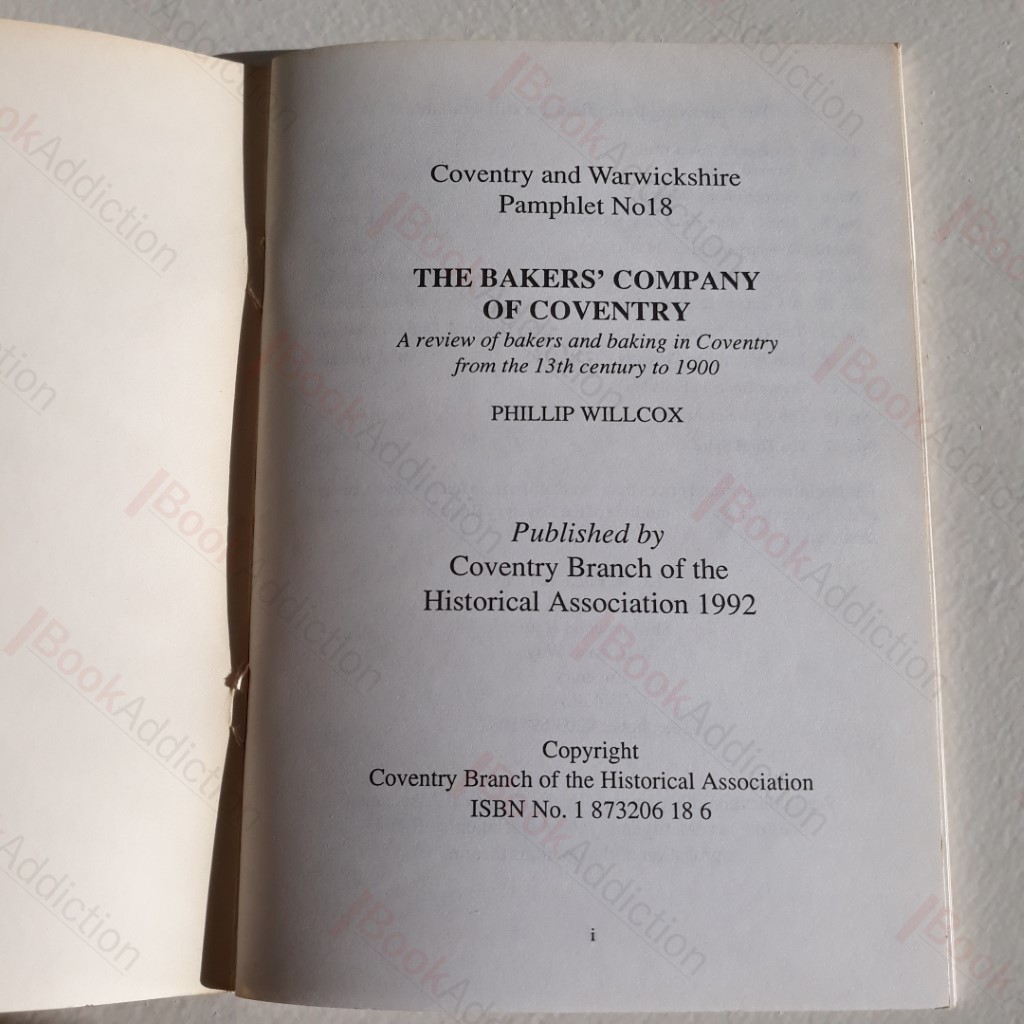 Coventry and Warwickshire
Pamphlet No18
THE BAKERS' COMPANY
OF COVENTRY
A review of bakers and baking in Coventry
from the 13th century to 1900
PHILLIP WILLCOX
Published by
Coventry Branch of the
Historical Association 1992
Copyright
Coventry Branch of the Historical Association
ISBN No. 1 873206 18 6
i
BookAddiction